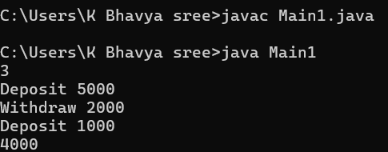 C:\Users\K Bhavya sree>javac Main1.java
C:\Users\K Bhavya sree>java Main1
3
Deposit 5000
Withdraw 2000
Deposit 1000
4000